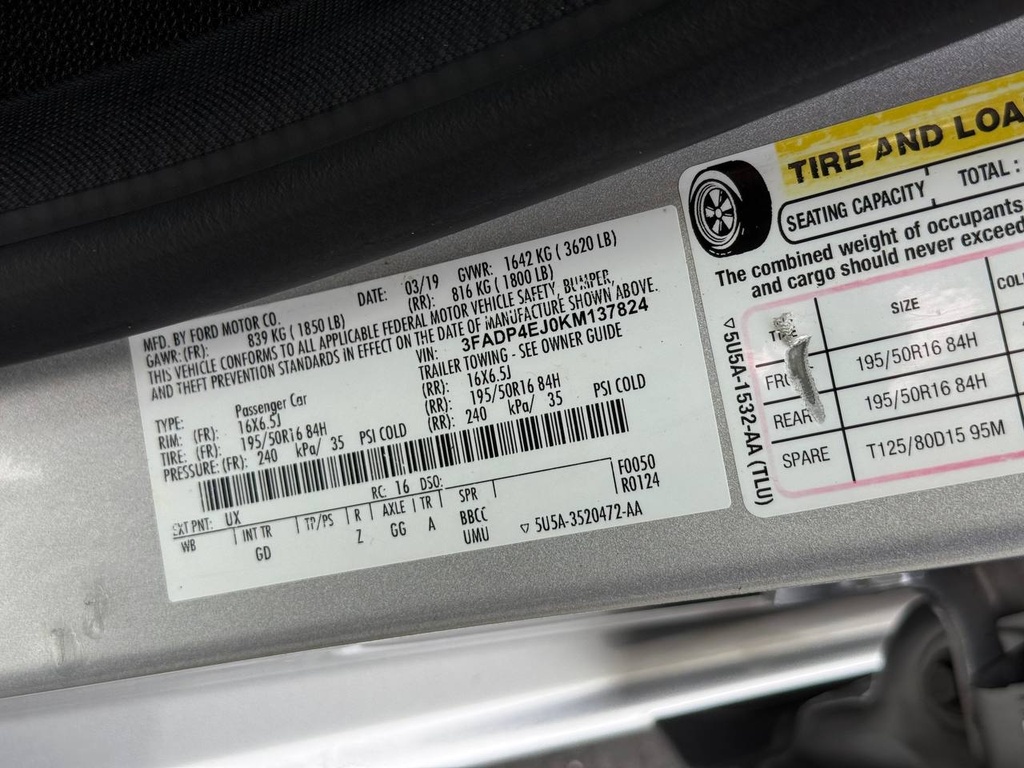 MFD. BY FORD MOTOR CO.
DATE: 03/19 GVWR: 1642 KG ( 3620 LB)
GAWR:(FR): 839 KG ( 1850 LB) (RR): 816 KG ( 1800 LB)
THIS VEHICLE CONFORMS TO ALL APPLICABLE FEDERAL MOTOR VEHICLE SAFETY, BUMPER,
AND THEFT PREVENTION STANDARDS IN EFFECT ON THE DATE OF MANUFACTURE SHOWN ABOVE.
VIN: 3FADP4EJ0KM137824
TYPE: Passenger Car TRAILER TOWING - SEE OWNER GUIDE
RIM: (FR): 16X6.5J (RR): 16X6.5J
TIRE: (FR): 195/50R16 84H (RR): 195/50R16 84H
PRESSURE:(FR): 240 kPa/ 35 PSI COLD (RR): 240 kPa/ 35 PSI COLD
EXT PNT: UX RC: 16 DSO: F0050
WB INT TR TP/PS R AXLE TR SPR R0124
GD Z GG A BBCC
UMU
▽ 5U5A-3520472-AA
TIRE AND LOA
SEATING CAPACITY TOTAL :
The combined weight of occupants
and cargo should never exceed
SIZE
195/50R16 84H
REAR 195/50R16 84H
SPARE T125/80D15 95M
▽5U5A-1532-AA (TLU)